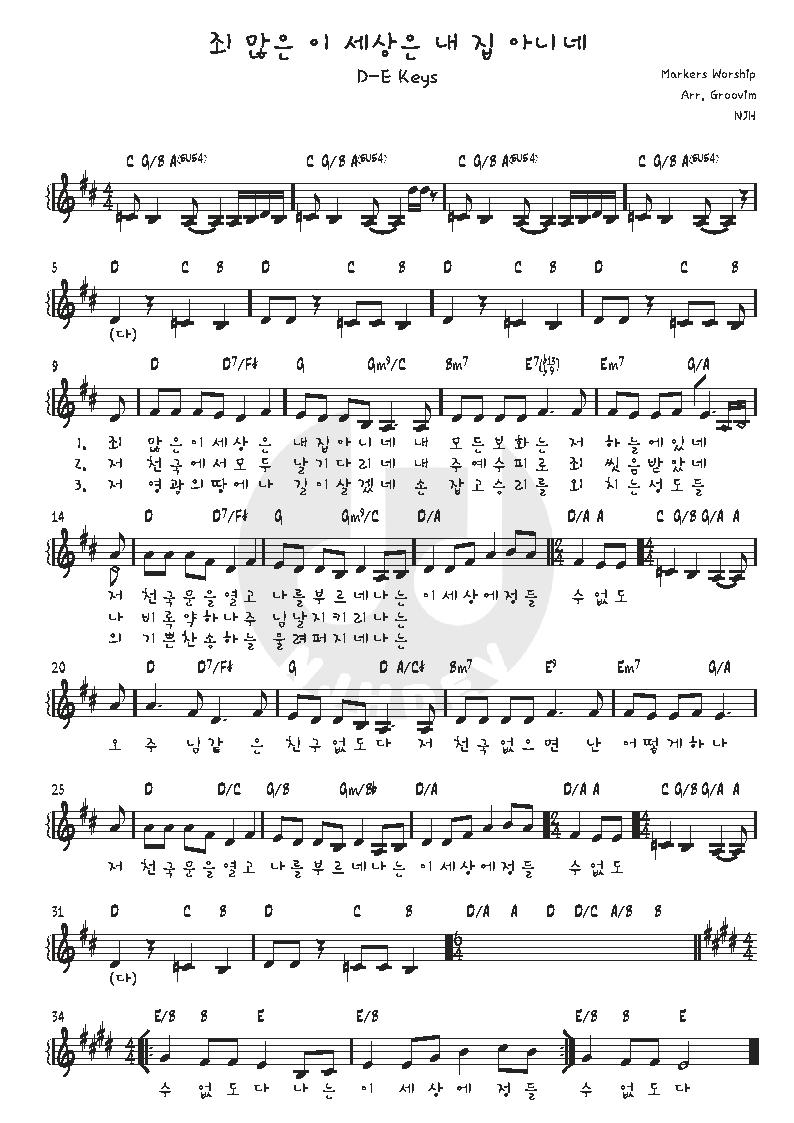 죄 많은 이 세상은 내 집 아니네
D-E Keys
Markers Worship
Arr. Groovim
NJH
C G/B A(SUS4) C G/B A(SUS4) C G/B A(SUS4) C G/B A(SUS4)
5 D C B D C B D C B D C B
(다)
9 D D7/F# G Gm9/C Bm7 E7(♭13 ♭9) Em7 G/A
1. 죄 많은이세상은 내집아니네 내 모든보화는 저 하늘에있네
2. 저 천국에서모두 날기다리네 내 주예수피로 죄 씻음받았네
3. 저 영광의땅에나 길이살겠네 손 잡고승리를 외 치는성도들
14 D D7/F# G Gm9/C D/A D/A A C G/B G/A A
저 천국문을열고 나를부르네나는 이세상에정들 수없도
나 비록약하나주 님날지키리나는
의 기쁜찬송하늘 울려퍼지네나는
20 D D7/F# G D A/C# Bm7 E9 Em7 G/A
오 주 님같 은 친구없도다 저 천국없으면 난 어떻게하나
25 D D/C G/B Gm/B♭ D/A D/A A C G/B G/A A
저 천국문을열고 나를부르네나는 이세상에정들 수없도
31 D C B D C B D/A A D D/C A/B B
(다)
34 E/B B E E/B E/B B E
수 없 도 다 나 는 이 세 상 에 정 들 수 없 도 다